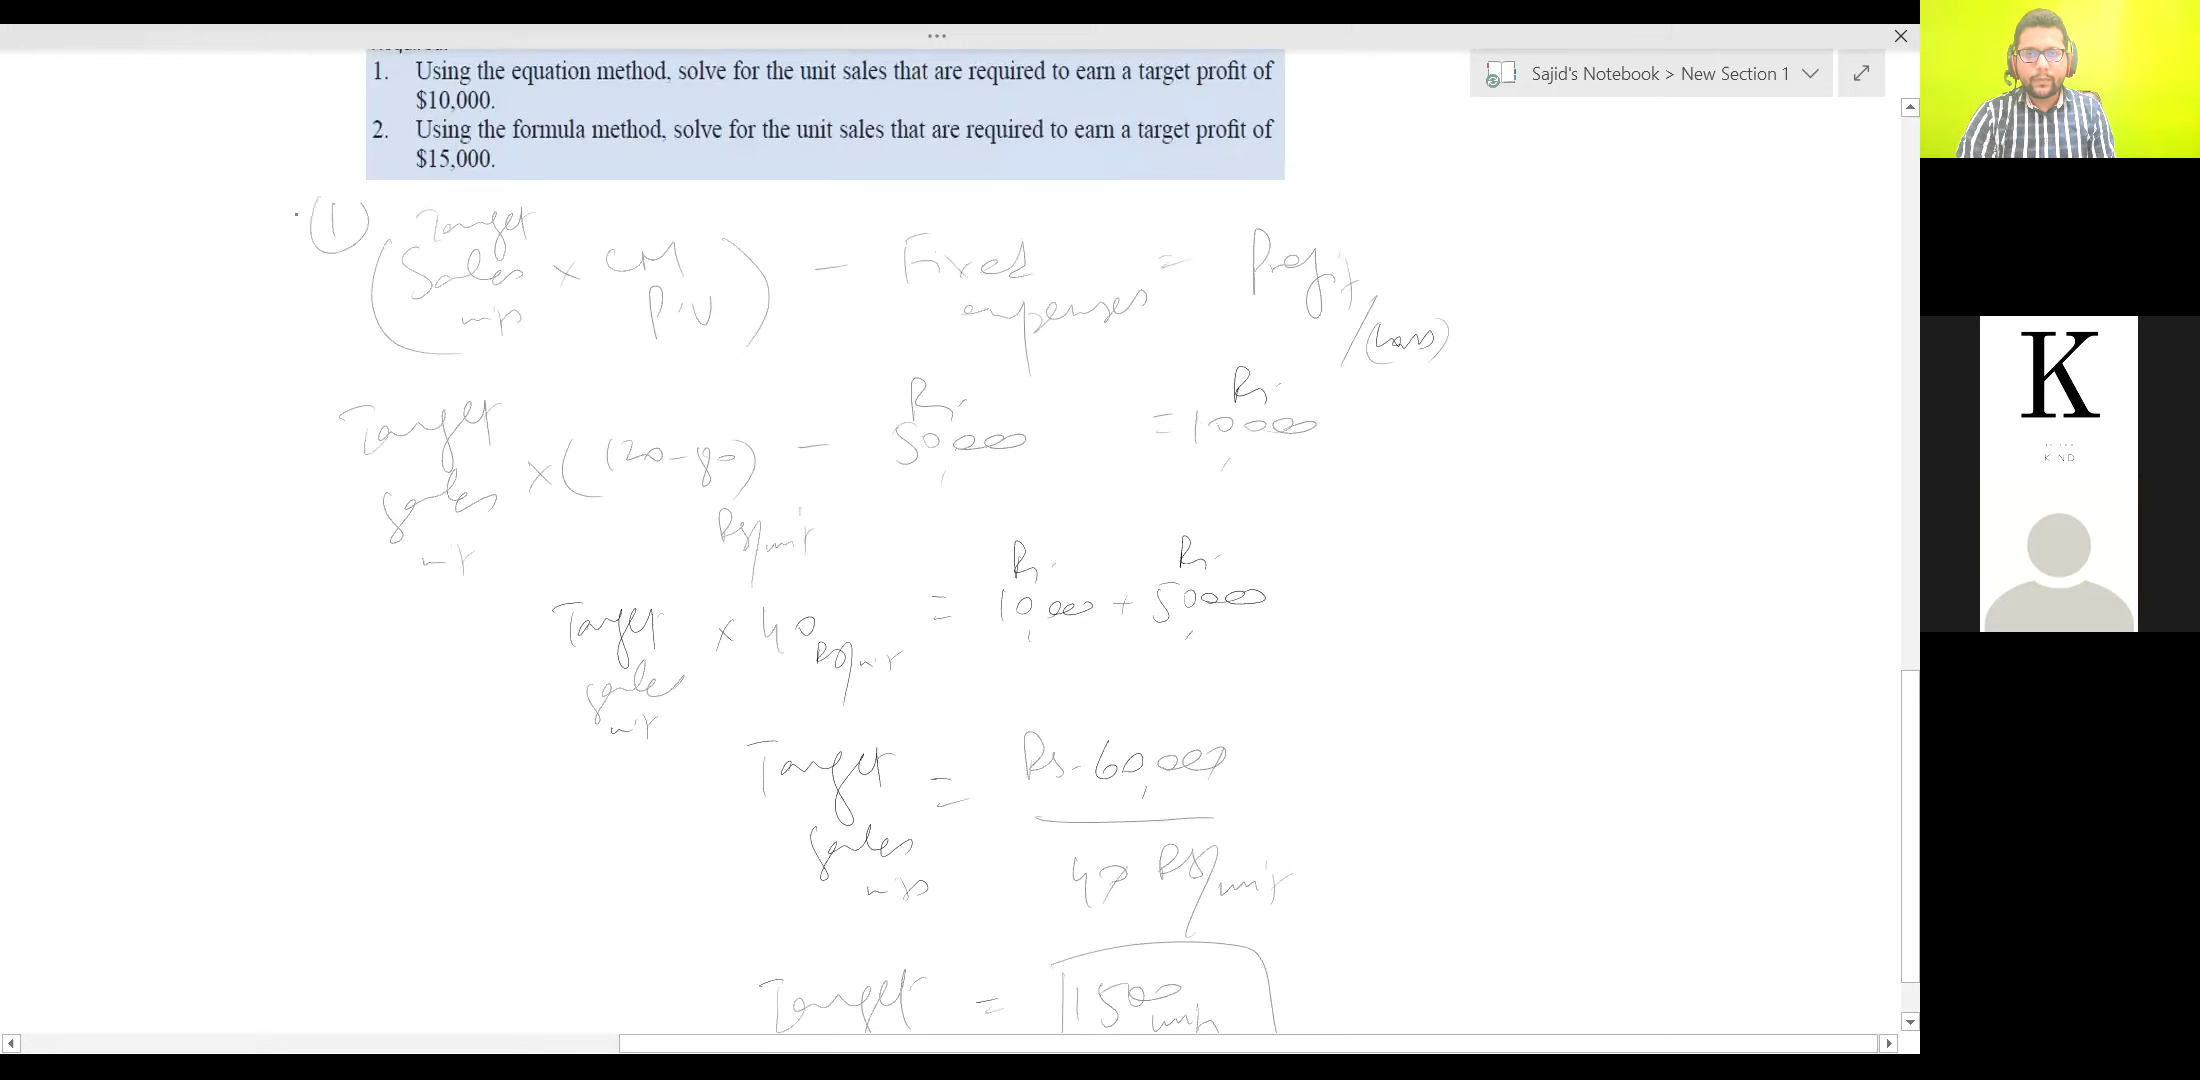 ...
Sajid's Notebook > New Section 1
1. Using the equation method, solve for the unit sales that are required to earn a target profit of
$10,000.
2. Using the formula method, solve for the unit sales that are required to earn a target profit of
$15,000.
① Target
(Sales × CM) - Fixed = Profit
units P.U expenses /(Loss)
Rs. Rs.
Target × (120-80) - 50,000 = 10,000
sales
unit Rs/unit
Rs. Rs.
Target × 40 = 10,000 + 50,000
sales Rs/unit
unit
Target = Rs. 60,000
sales 40 Rs/unit
units
Target = 1500
units
K
K ND